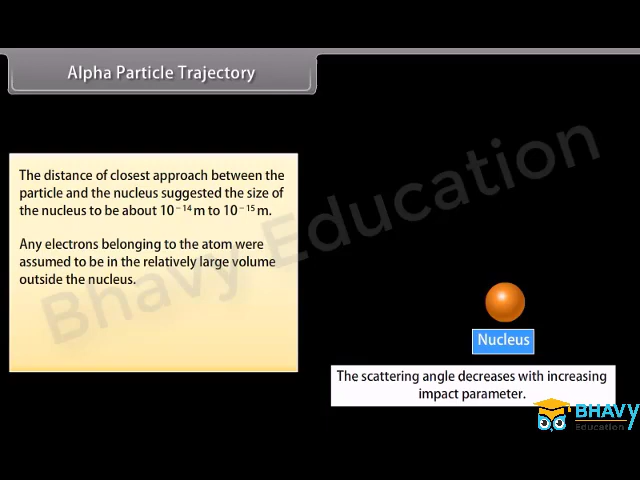 Alpha Particle Trajectory
The distance of closest approach between the
particle and the nucleus suggested the size of
the nucleus to be about 10⁻¹⁴ m to 10⁻¹⁵ m.
Any electrons belonging to the atom were
assumed to be in the relatively large volume
outside the nucleus.
Bhavy Education
Nucleus
The scattering angle decreases with increasing
impact parameter.
BHAVY
Education